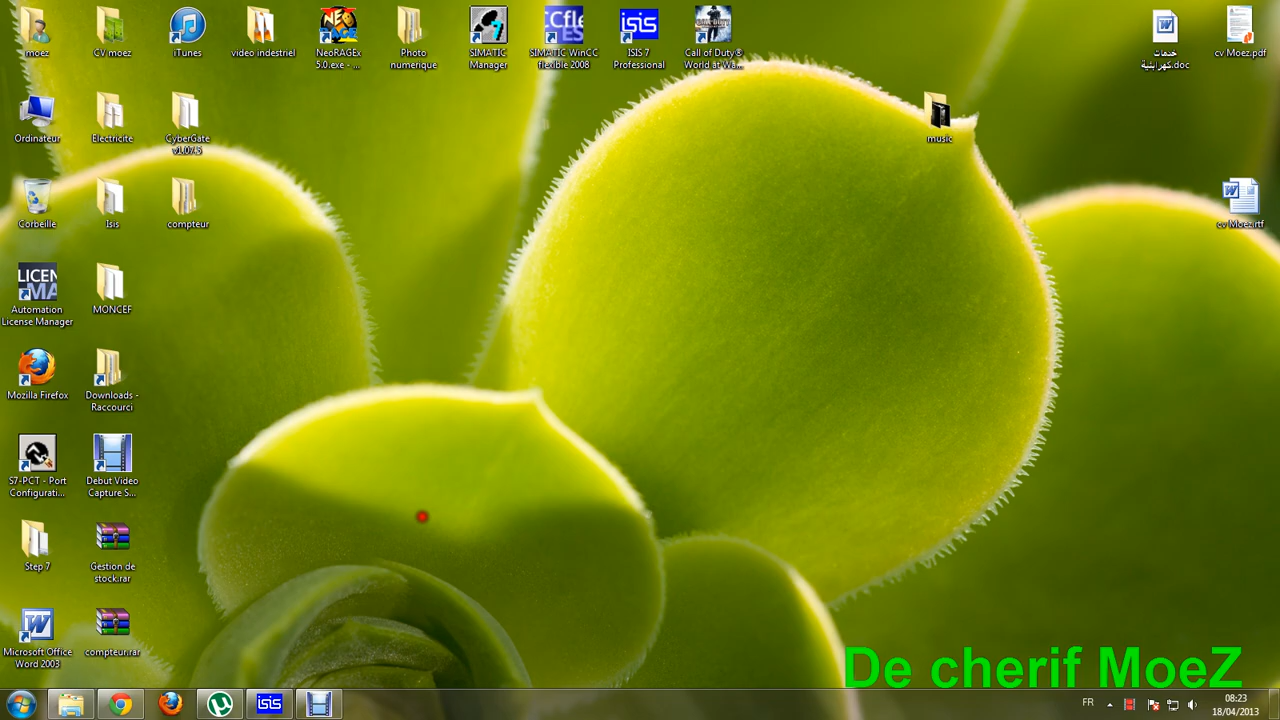 moez
CV moez
iTunes
video indestriel
NeoRAGEx
5.0.exe - ...
Photo
numerique
SIMATIC
Manager
SIMATIC WinCC
flexible 2008
ISIS 7
Professional
Call of Duty®
World at Wa...
خدمات
كهربائية.doc
cv Moez.pdf
Ordinateur
Electricite
CyberGate
v1.07.5
music
Corbeille
Isis
compteur
cv Moez.rtf
Automation
License Manager
MONCEF
Mozilla Firefox
Downloads -
Raccourci
S7-PCT - Port
Configurati...
Debut Video
Capture S...
Step 7
Gestion de
stock.rar
Microsoft Office
Word 2003
compteur.rar
De cherif MoeZ
FR
08:23
18/04/2013